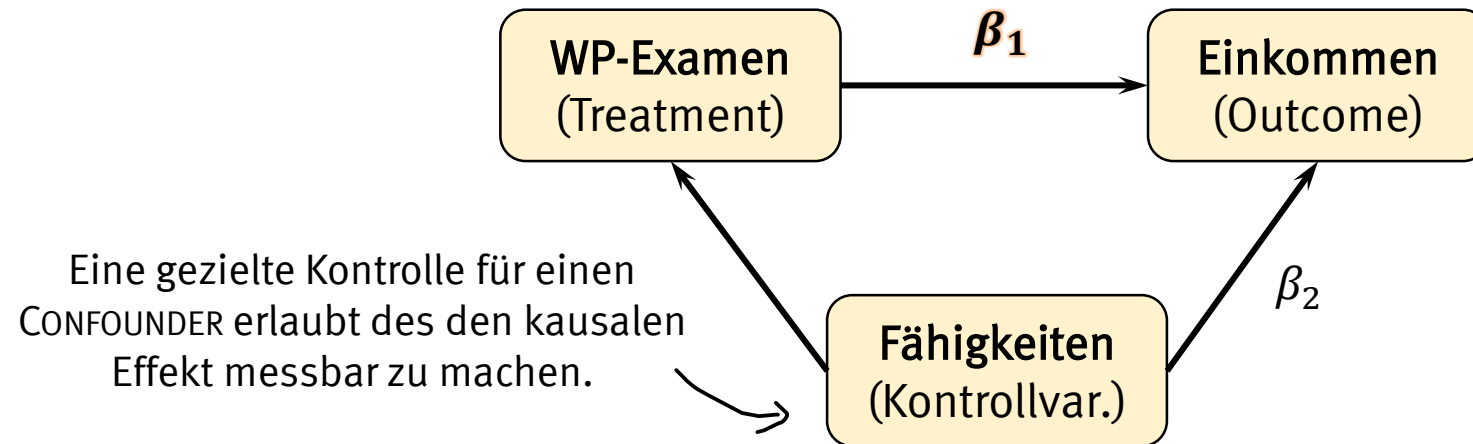 WP-Examen
(Treatment)
β₁
Einkommen
(Outcome)
Eine gezielte Kontrolle für einen
CONFOUNDER erlaubt des den kausalen
Effekt messbar zu machen.
β₂
Fähigkeiten
(Kontrollvar.)